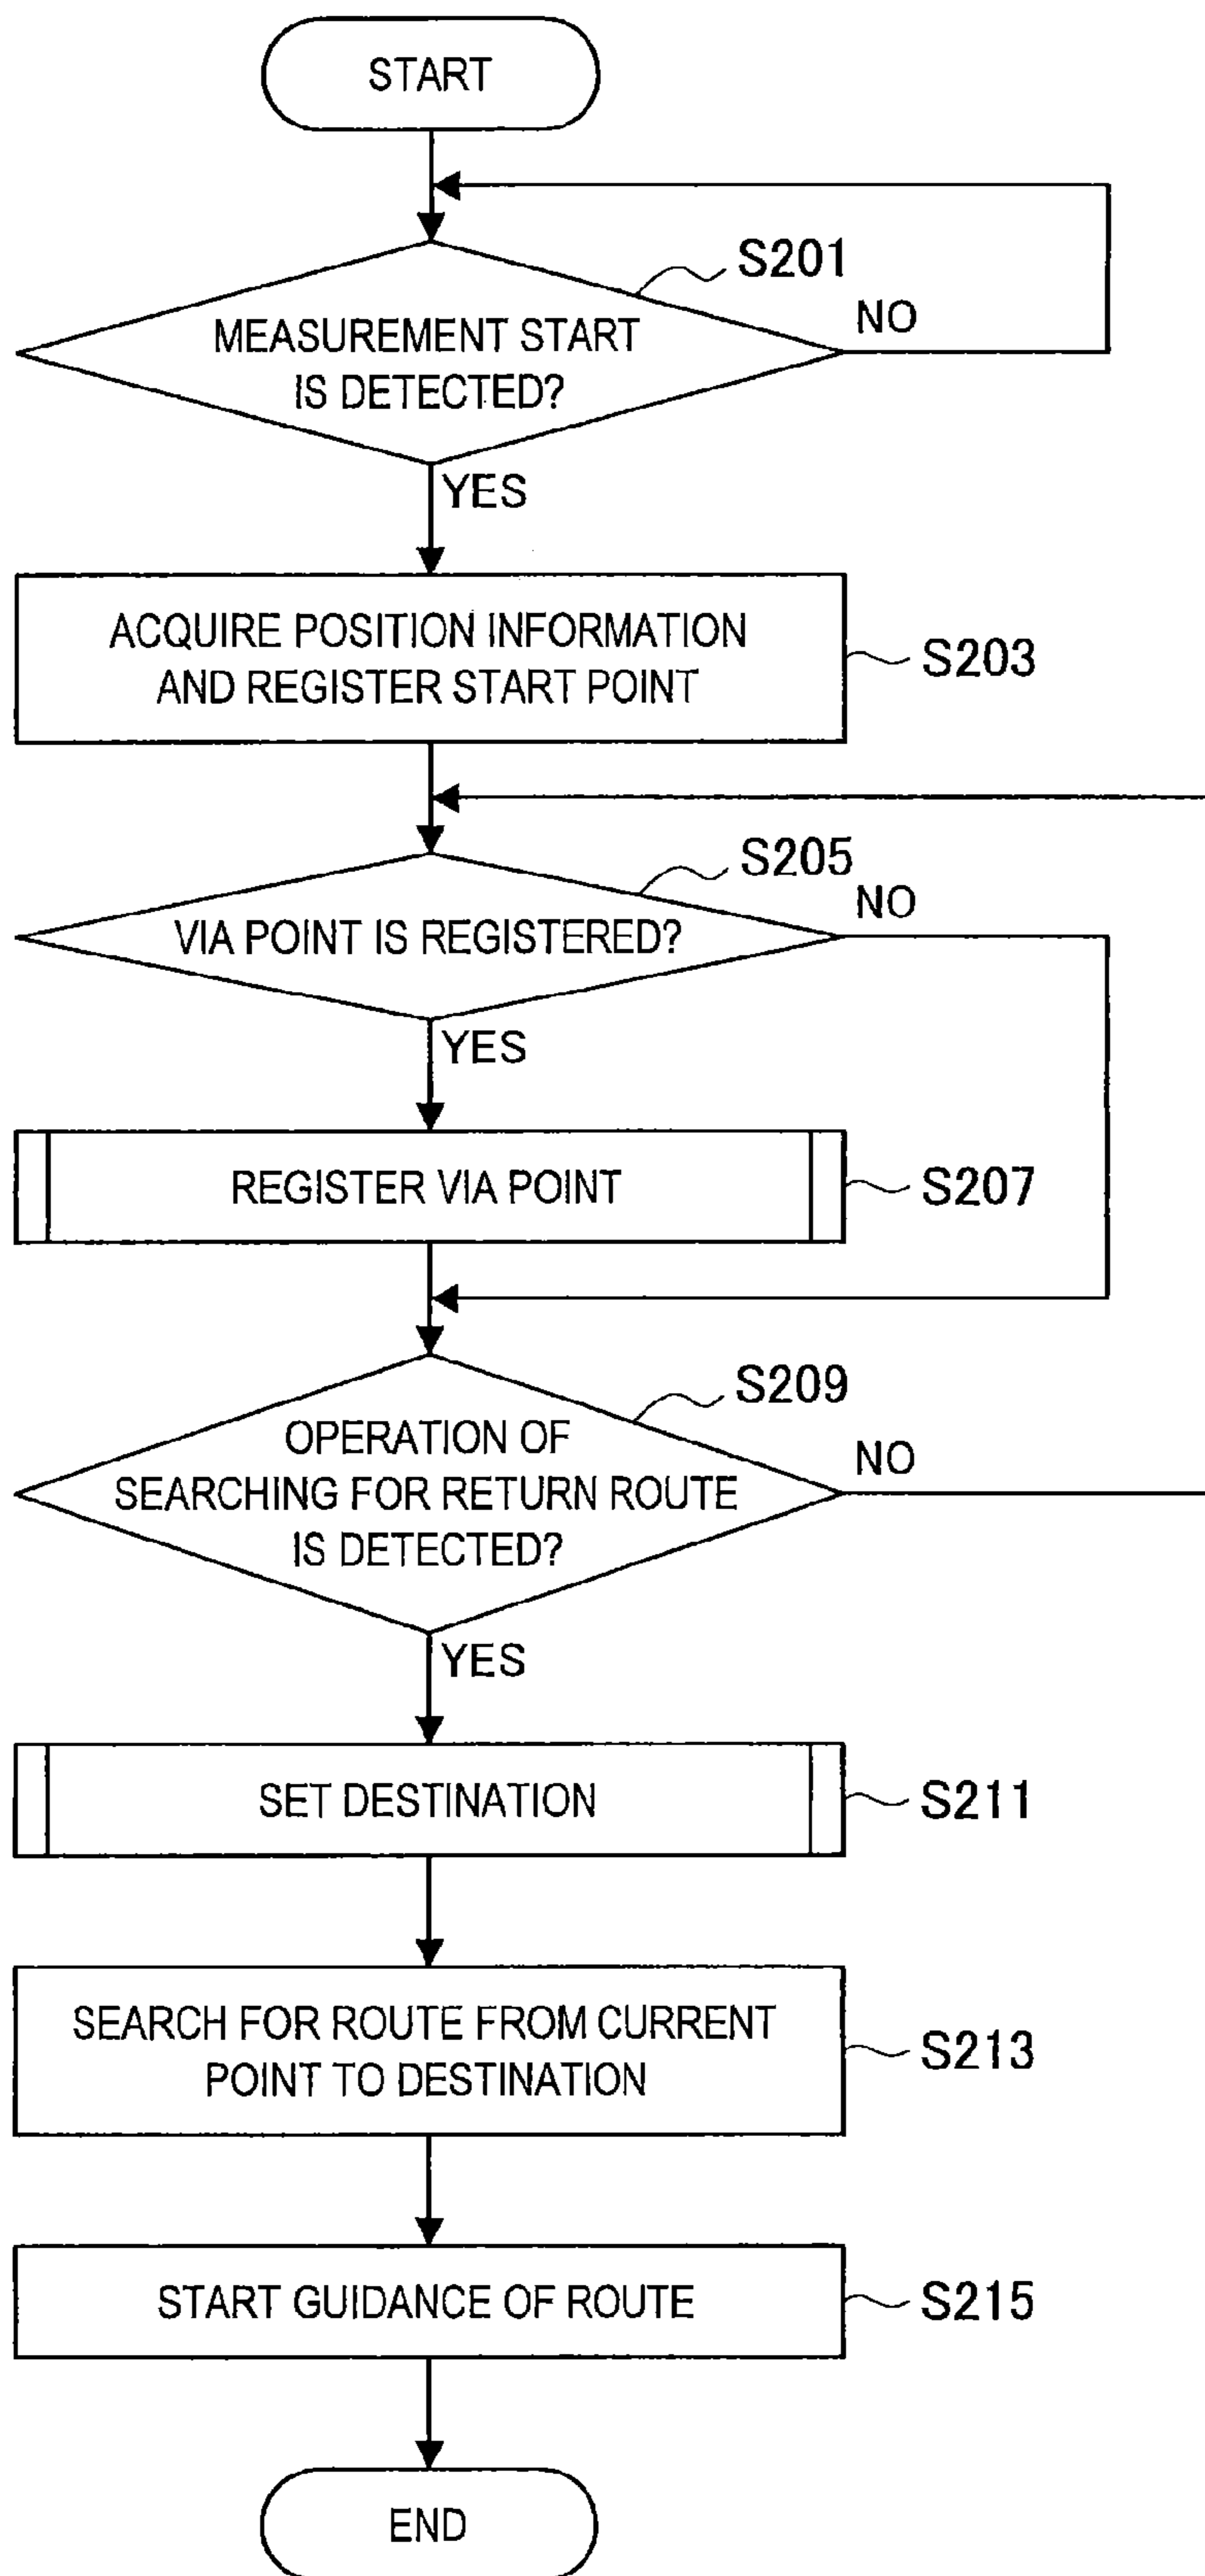 START
S201
NO
MEASUREMENT START
IS DETECTED?
YES
ACQUIRE POSITION INFORMATION
AND REGISTER START POINT
S203
S205
NO
VIA POINT IS REGISTERED?
YES
REGISTER VIA POINT
S207
S209
NO
OPERATION OF
SEARCHING FOR RETURN ROUTE
IS DETECTED?
YES
SET DESTINATION
S211
SEARCH FOR ROUTE FROM CURRENT
POINT TO DESTINATION
S213
START GUIDANCE OF ROUTE
S215
END